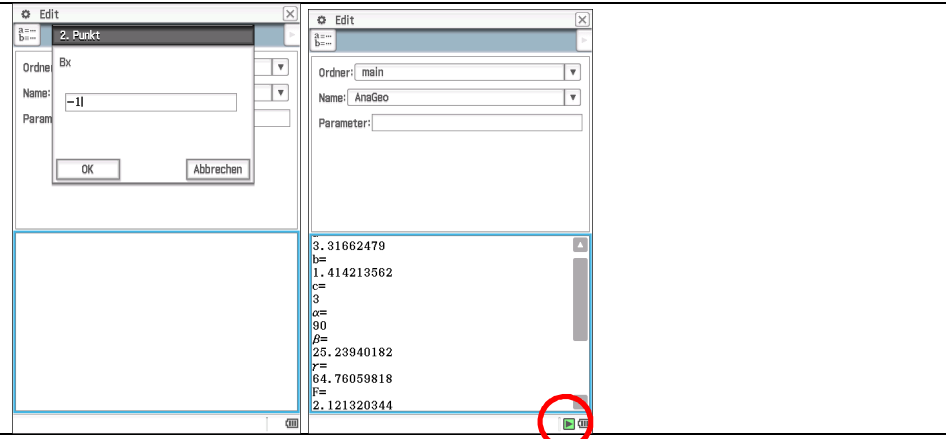 Edit
2. Punkt
Bx
Ordne
Name:
-1
Param
OK
Abbrechen
Edit
Ordner: main
Name: AnaGeo
Parameter:
3.31662479
b=
1.414213562
c=
3
α=
90
β=
25.23940182
γ=
64.76059818
F=
2.121320344